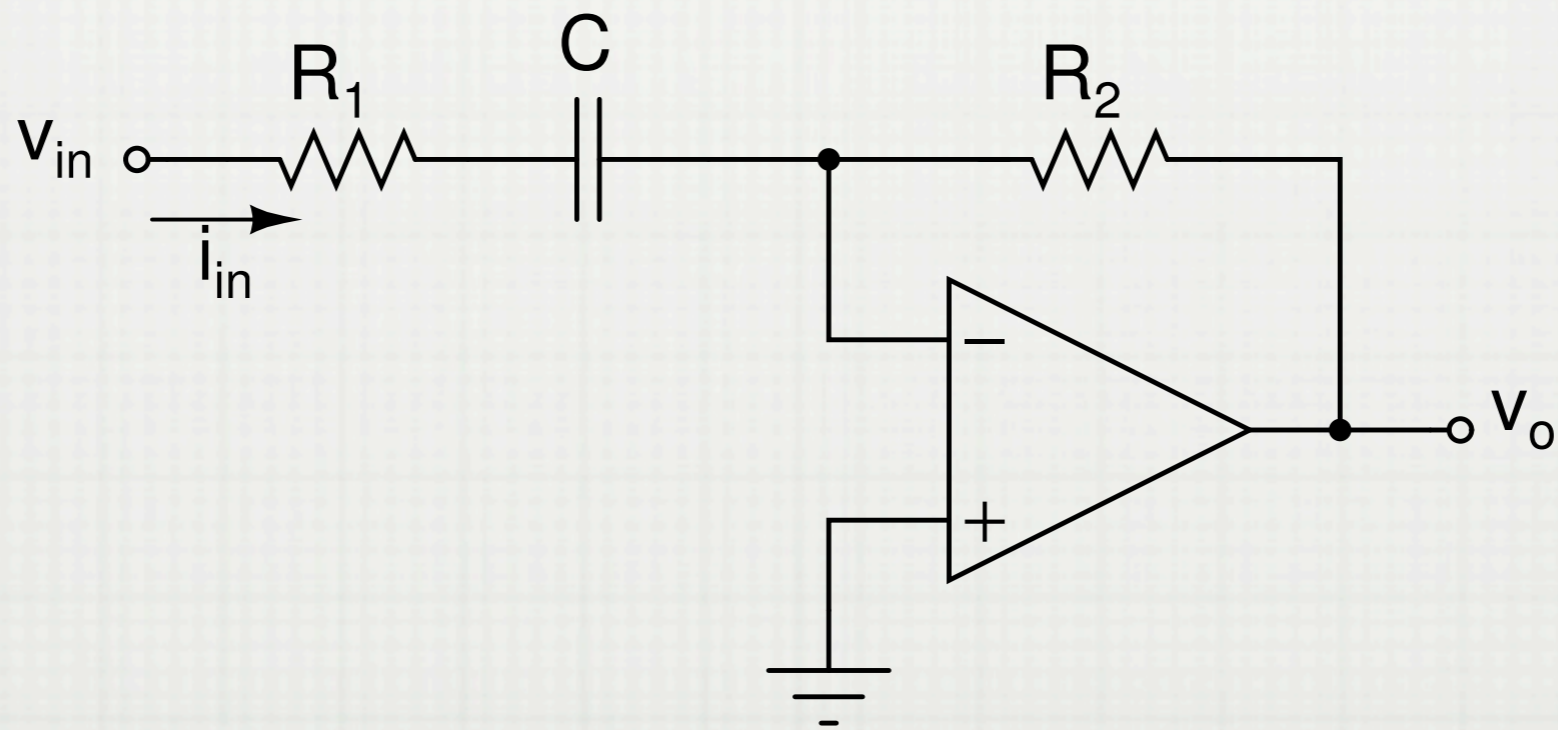 C
R₁
R₂
vᵢₙ
iᵢₙ
−
+
vₒ